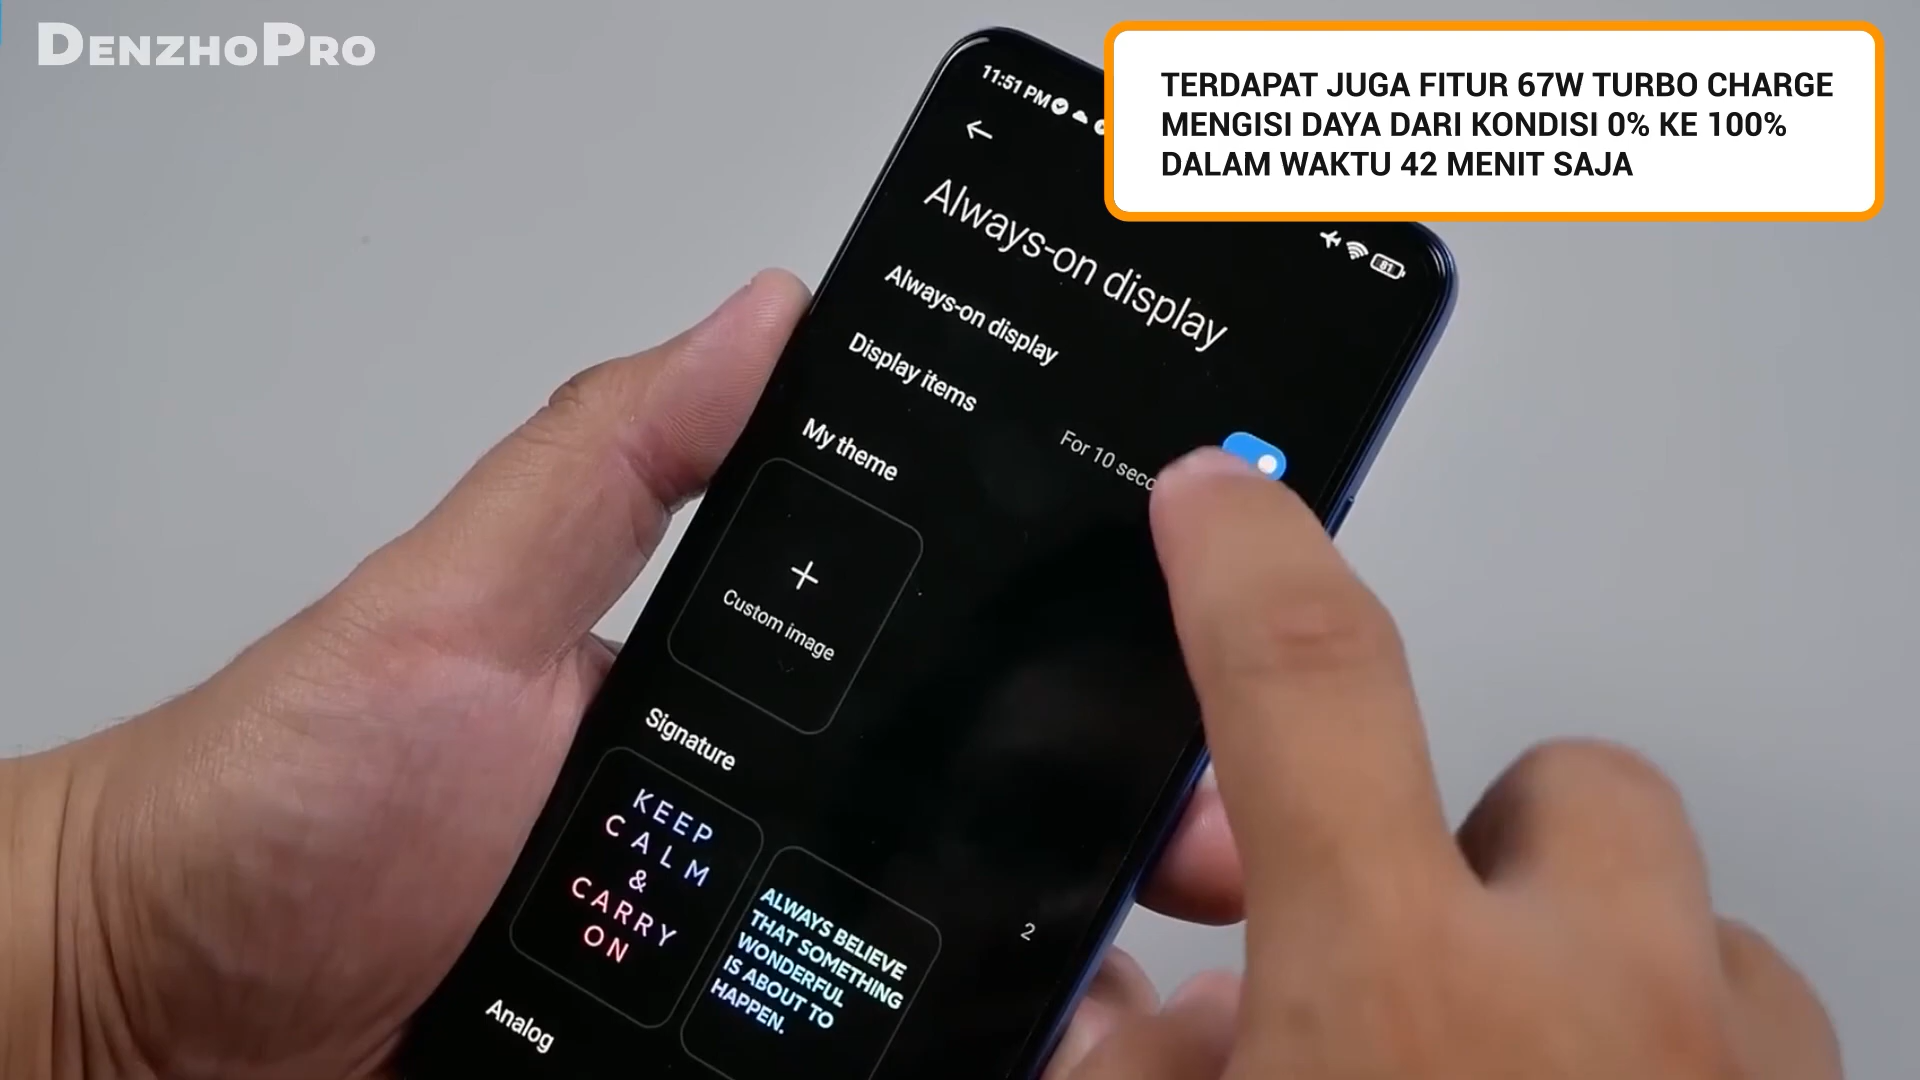 DENZHOPRO
TERDAPAT JUGA FITUR 67W TURBO CHARGE
MENGISI DAYA DARI KONDISI 0% KE 100%
DALAM WAKTU 42 MENIT SAJA
11:51 PM
81
Always-on display
Always-on display
Display items
For 10
My theme
Custom image
Signature
KEEP
CALM
&
CARRY
ON
ALWAYS BELIEVE
THAT SOMETHING
WONDERFUL
IS ABOUT TO
HAPPEN.
2
Analog